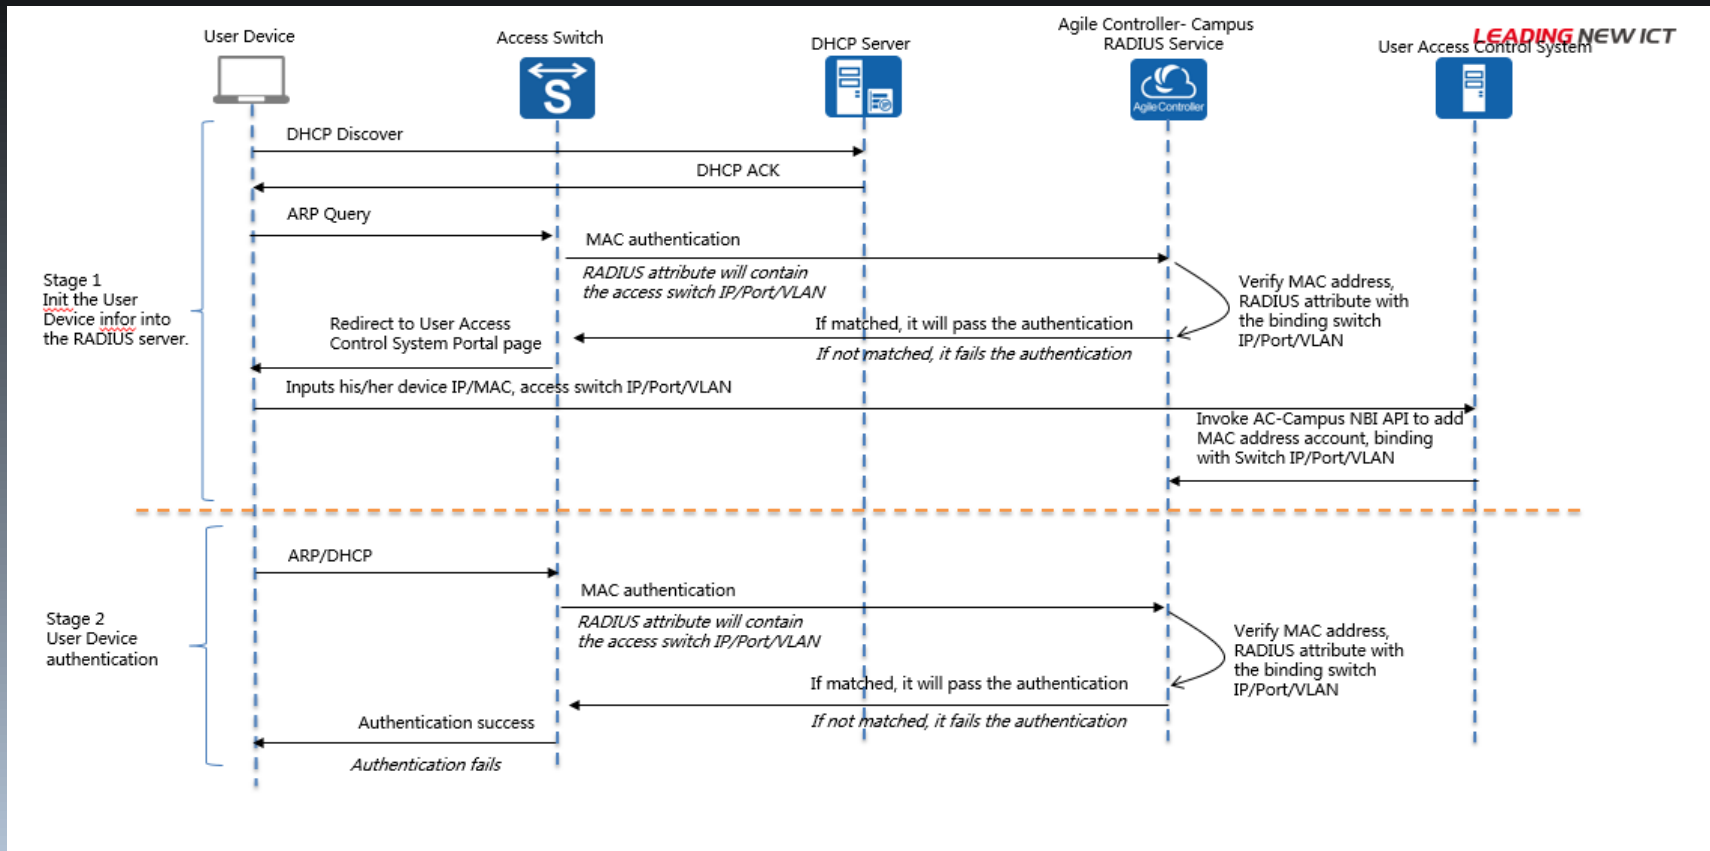 User Device
Access Switch
DHCP Server
Agile Controller- Campus
RADIUS Service
LEADING NEW ICT
User Access Control System
S
AgileController
IP
DHCP Discover
DHCP ACK
ARP Query
MAC authentication
RADIUS attribute will contain
the access switch IP/Port/VLAN
Verify MAC address,
RADIUS attribute with
the binding switch
IP/Port/VLAN
Stage 1
Init the User
Device infor into
the RADIUS server.
Redirect to User Access
Control System Portal page
If matched, it will pass the authentication
If not matched, it fails the authentication
Inputs his/her device IP/MAC, access switch IP/Port/VLAN
Invoke AC-Campus NBI API to add
MAC address account, binding
with Switch IP/Port/VLAN
ARP/DHCP
MAC authentication
RADIUS attribute will contain
the access switch IP/Port/VLAN
Stage 2
User Device
authentication
Verify MAC address,
RADIUS attribute with
the binding switch
IP/Port/VLAN
If matched, it will pass the authentication
If not matched, it fails the authentication
Authentication success
Authentication fails